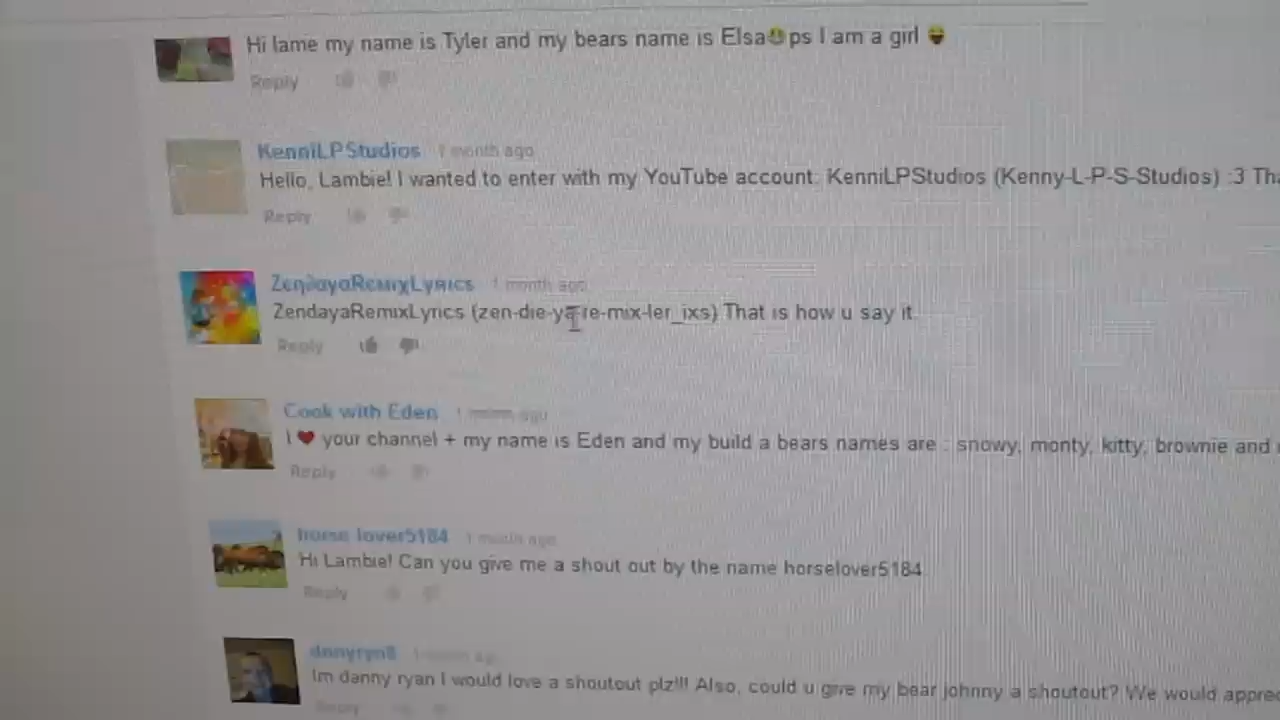 Hi lame my name is Tyler and my bears name is Elsa😃ps I am a girl 😄
Reply
KenniLPStudios 1 month ago
Hello, Lambie! I wanted to enter with my YouTube account: KenniLPStudios (Kenny-L-P-S-Studios) :3
Reply
ZendayaRemixLyrics 1 month ago
ZendayaRemixLyrics (zen-die-ya-re-mix-ler_ixs) That is how u say it.
Reply
Cook with Eden 1 month ago
I ❤ your channel + my name is Eden and my build a bears names are : snowy, monty, kitty, brownie and
Reply
horse lover5184 1 month ago
Hi Lambie! Can you give me a shout out by the name horselover5184
Reply
1 month ago
Im danny ryan I would love a shoutout plz!!! Also, could u give my bear johnny a shoutout? We would
Reply